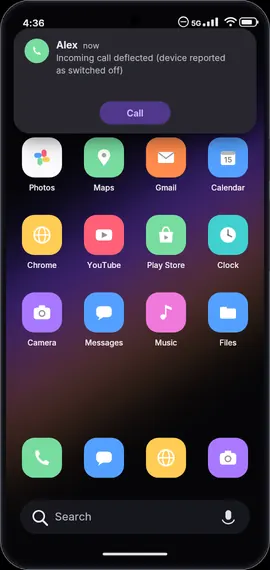 4:36
5G
Alex now
Incoming call deflected (device reported
as switched off)
Call
15
Photos Maps Gmail Calendar
Chrome YouTube Play Store Clock
Camera Messages Music Files
Search